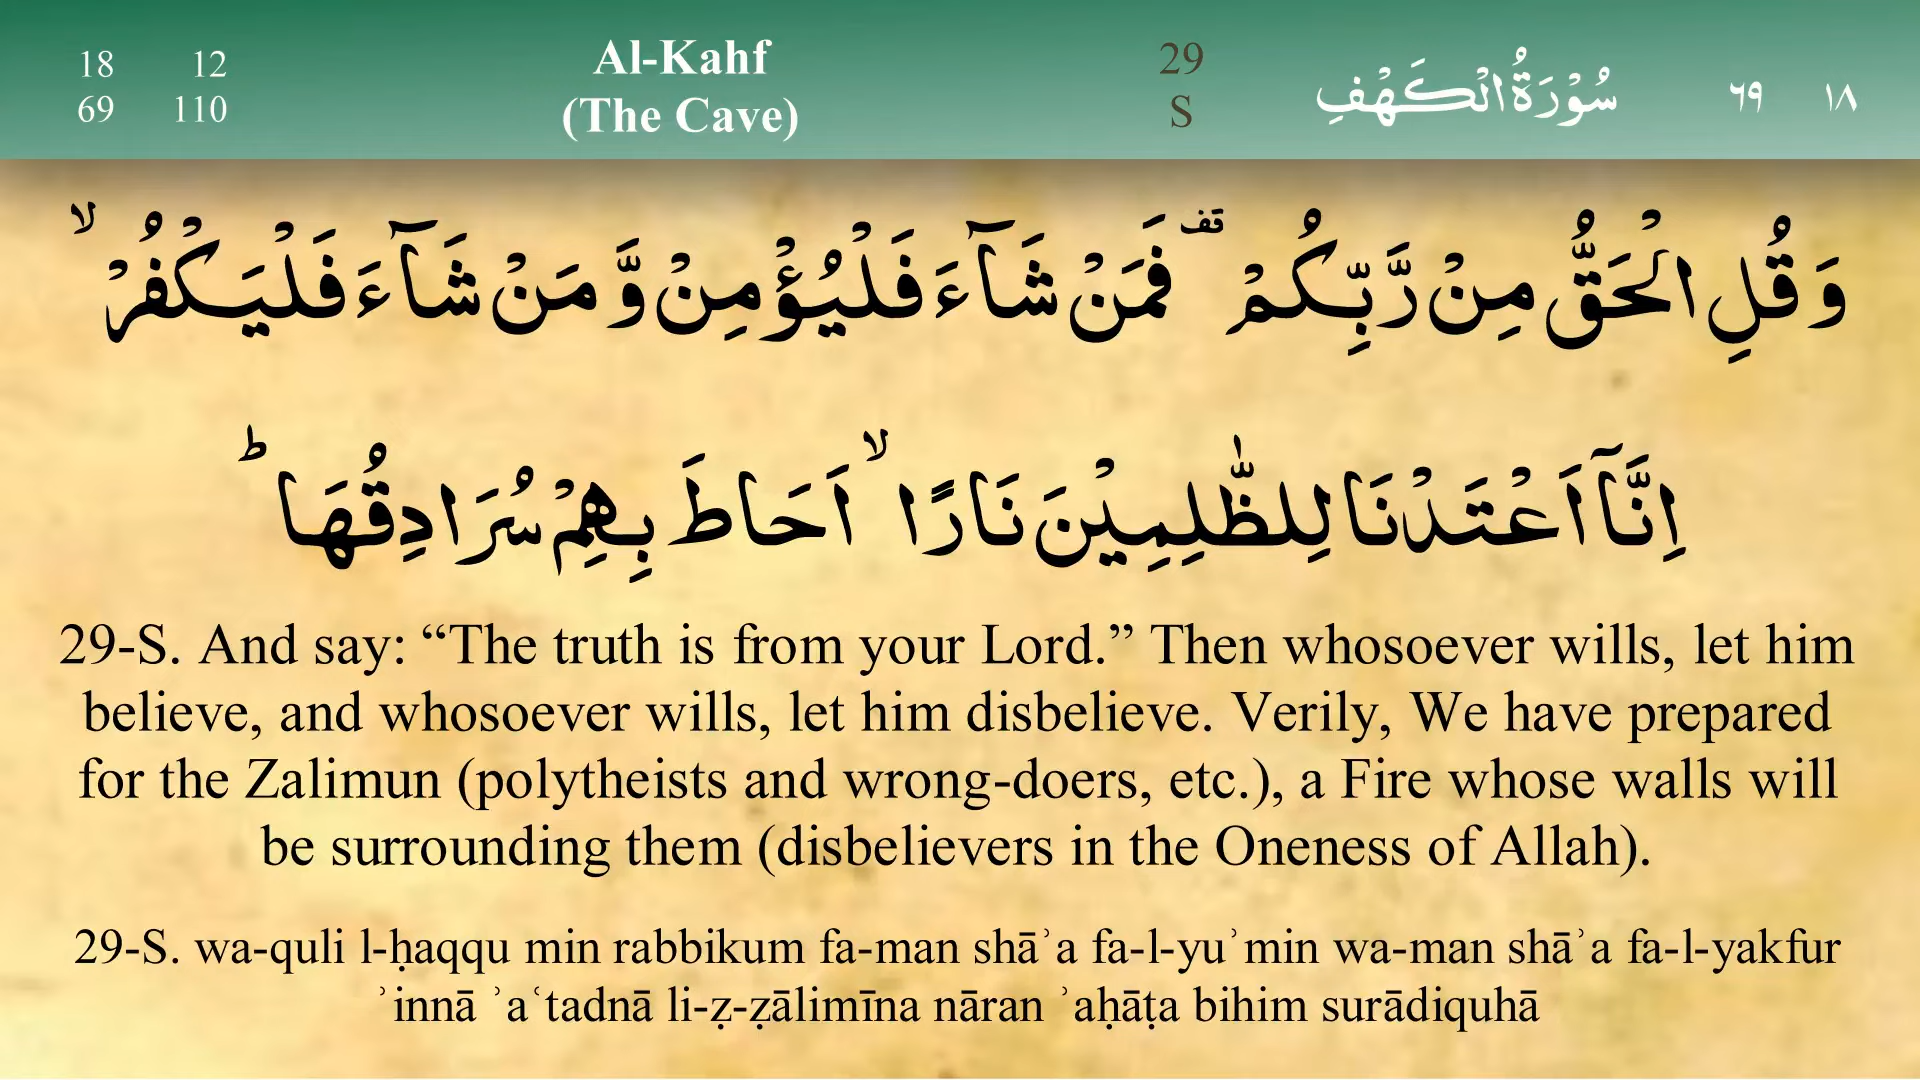 18 12 Al-Kahf 29 سُوْرَةُ الْكَهْفِ ٦٩ ١٨
69 110 (The Cave) S
وَقُلِ الْحَقُّ مِنْ رَّبِّكُمْ ۗقف فَمَنْ شَآءَ فَلْيُؤْمِنْ وَّمَنْ شَآءَ فَلْيَكْفُرْ ۙ
اِنَّآ اَعْتَدْنَا لِلظّٰلِمِيْنَ نَارًا ۙ اَحَاطَ بِهِمْ سُرَادِقُهَا ؕ
29-S. And say: “The truth is from your Lord.” Then whosoever wills, let him
believe, and whosoever wills, let him disbelieve. Verily, We have prepared
for the Zalimun (polytheists and wrong-doers, etc.), a Fire whose walls will
be surrounding them (disbelievers in the Oneness of Allah).
29-S. wa-quli l-ḥaqqu min rabbikum fa-man shāʾa fa-l-yuʾmin wa-man shāʾa fa-l-yakfur
ʾinnā ʾaʿtadnā li-ẓ-ẓālimīna nāran ʾaḥāṭa bihim surādiquhā